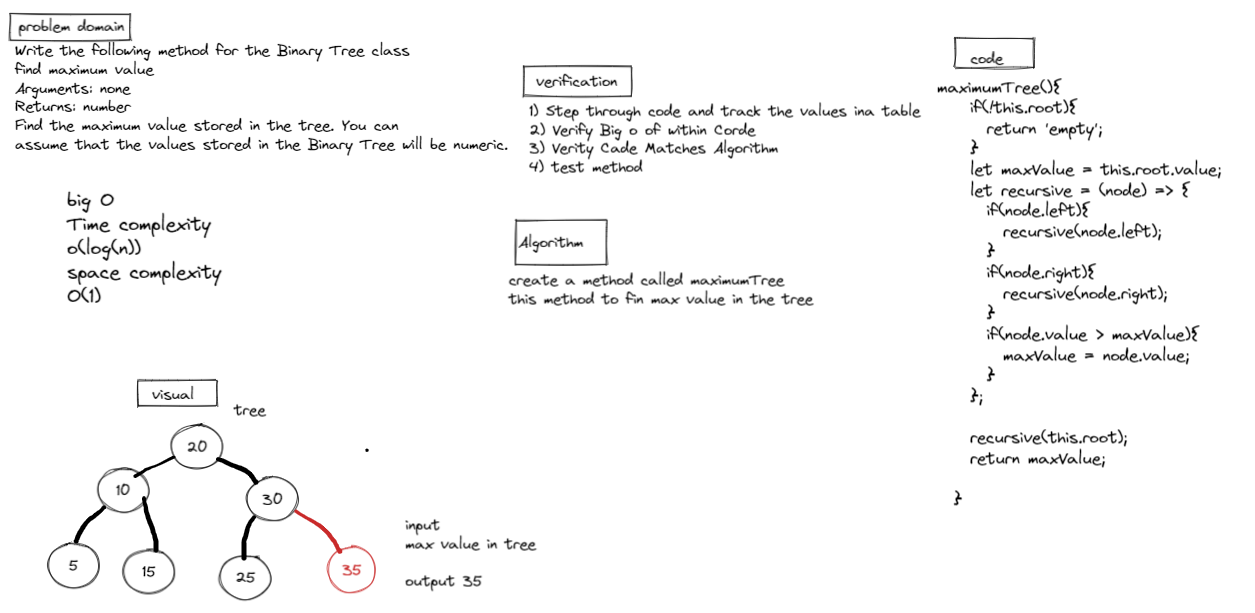 problem domain
Write the following method for the Binary Tree class
find maximum value
Arguments: none
Returns: number
Find the maximum value stored in the tree. You can
assume that the values stored in the Binary Tree will be numeric.
big O
Time complexity
o(log(n))
space complexity
O(1)
verification
1) Step through code and track the values ina table
2) Verify Big o of within Corde
3) Verity Cade Matches Algorithm
4) test method
Algorithm
create a method called maximumTree
this method to fin max value in the tree
visual
tree
20
10
30
5
15
25
35
input
max value in tree
output 35
code
maximumTree(){
if(!this.root){
return 'empty';
}
let maxValue = this.root.value;
let recursive = (node) => {
if(node.left){
recursive(node.left);
}
if(node.right){
recursive(node.right);
}
if(node.value > maxValue){
maxValue = node.value;
}
};
recursive(this.root);
return maxValue;
}